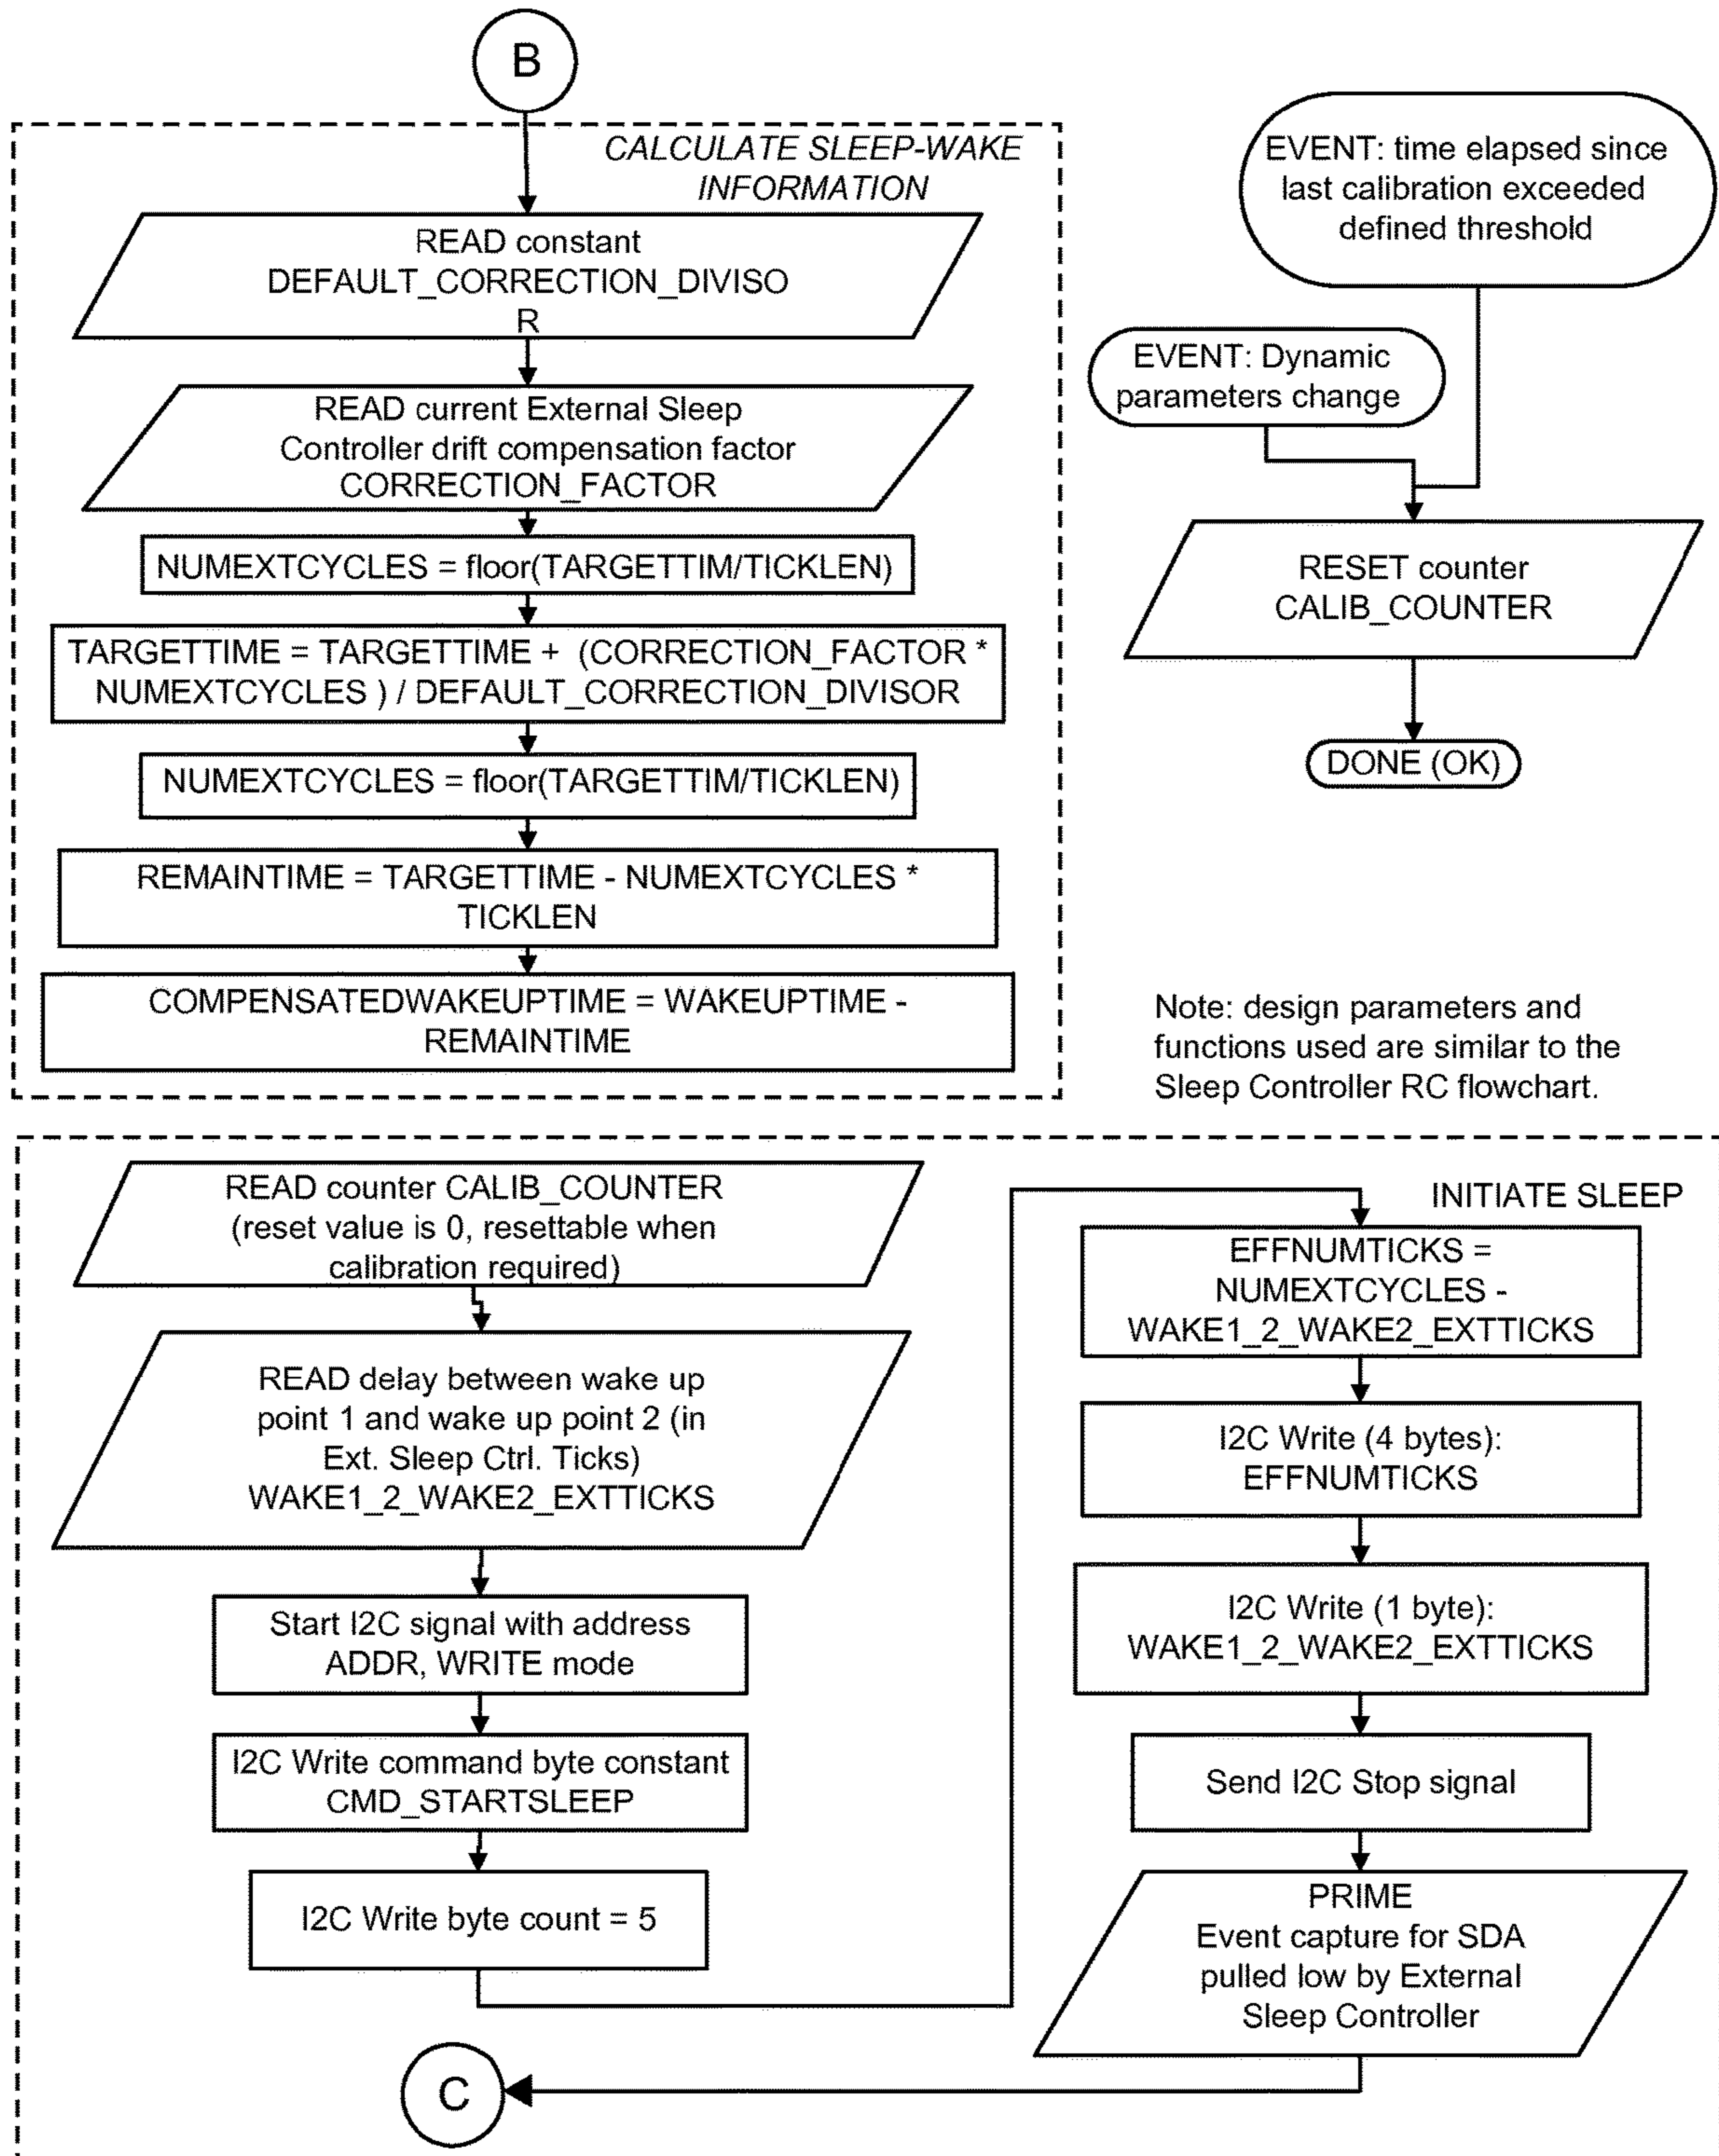 B
CALCULATE SLEEP-WAKE
INFORMATION
READ constant
DEFAULT_CORRECTION_DIVISO
R
READ current External Sleep
Controller drift compensation factor
CORRECTION_FACTOR
NUMEXTCYCLES = floor(TARGETTIM/TICKLEN)
TARGETTIME = TARGETTIME + (CORRECTION_FACTOR *
NUMEXTCYCLES ) / DEFAULT_CORRECTION_DIVISOR
NUMEXTCYCLES = floor(TARGETTIM/TICKLEN)
REMAINTIME = TARGETTIME - NUMEXTCYCLES *
TICKLEN
COMPENSATEDWAKEUPTIME = WAKEUPTIME -
REMAINTIME
EVENT: time elapsed since
last calibration exceeded
defined threshold
EVENT: Dynamic
parameters change
RESET counter
CALIB_COUNTER
DONE (OK)
Note: design parameters and
functions used are similar to the
Sleep Controller RC flowchart.
READ counter CALIB_COUNTER
(reset value is 0, resettable when
calibration required)
READ delay between wake up
point 1 and wake up point 2 (in
Ext. Sleep Ctrl. Ticks)
WAKE1_2_WAKE2_EXTTICKS
Start I2C signal with address
ADDR, WRITE mode
I2C Write command byte constant
CMD_STARTSLEEP
I2C Write byte count = 5
INITIATE SLEEP
EFFNUMTICKS =
NUMEXTCYCLES -
WAKE1_2_WAKE2_EXTTICKS
I2C Write (4 bytes):
EFFNUMTICKS
I2C Write (1 byte):
WAKE1_2_WAKE2_EXTTICKS
Send I2C Stop signal
PRIME
Event capture for SDA
pulled low by External
Sleep Controller
C